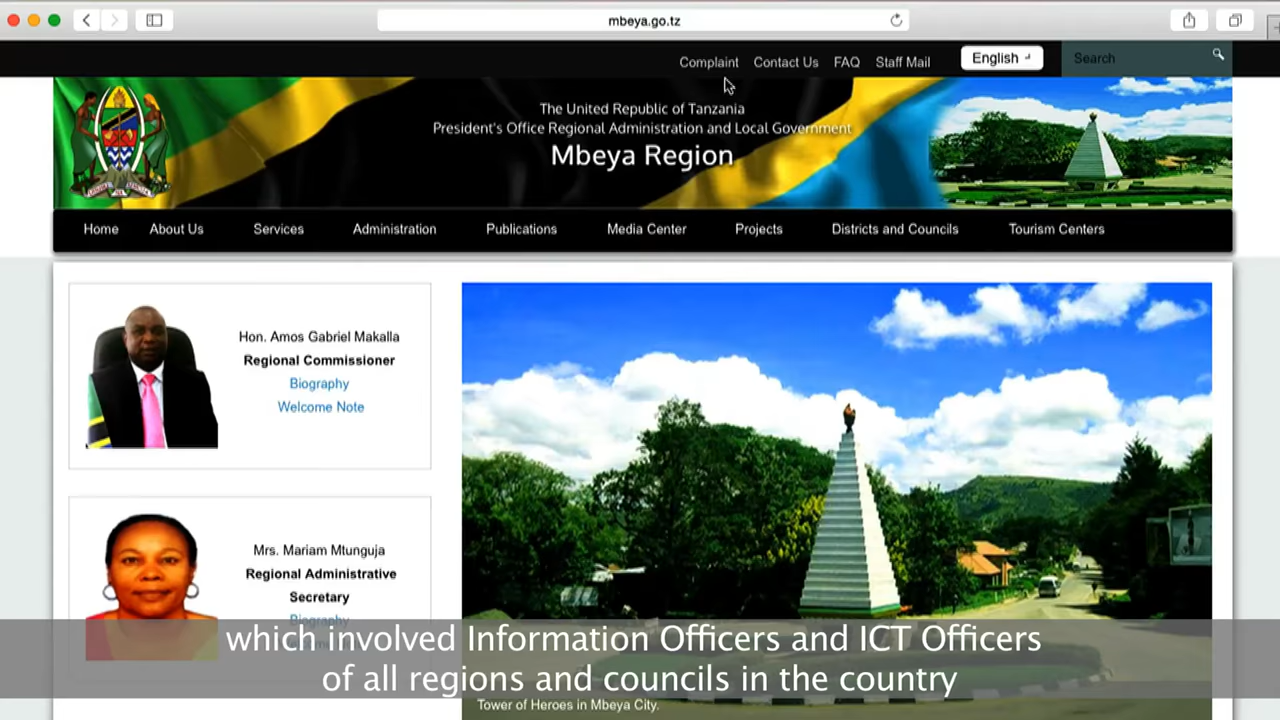 mbeya.go.tz
Complaint
Contact Us
FAQ
Staff Mail
English
Search
The United Republic of Tanzania
President's Office Regional Administration and Local Government
Mbeya Region
Home
About Us
Services
Administration
Publications
Media Center
Projects
Districts and Councils
Tourism Centers
Hon. Amos Gabriel Makalla
Regional Commissioner
Biography
Welcome Note
Mrs. Mariam Mtunguja
Regional Administrative
Secretary
Biography
which involved Information Officers and ICT Officers
of all regions and councils in the country
Tower of Heroes in Mbeya City.